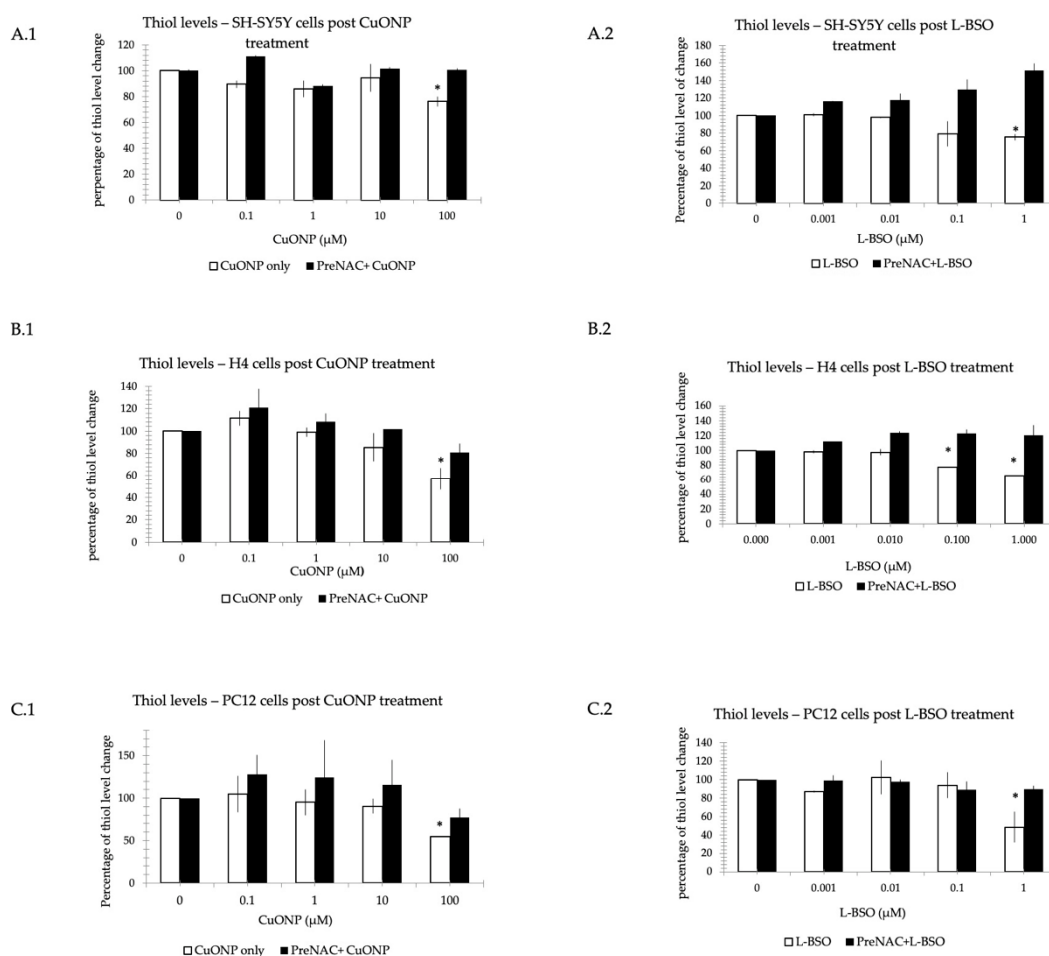 A.1
Thiol levels – SH-SY5Y cells post CuONP
treatment
perpentage of thiol level change
120
100
80
60
40
20
0
0 0.1 1 10 100
CuONP (µM)
CuONP only PreNAC+ CuONP
A.2
Thiol levels – SH-SY5Y cells post L-BSO
treatment
Percentage of thiol level of change
180
160
140
120
100
80
60
40
20
0
*
*
0 0.001 0.01 0.1 1
L-BSO (µM)
L-BSO PreNAC+L-BSO
B.1
Thiol levels – H4 cells post CuONP treatment
percentage of thiol level change
140
120
100
80
60
40
20
0
*
0 0.1 1 10 100
CuONP (µM)
CuONP only PreNAC+ CuONP
B.2
Thiol levels – H4 cells post L-BSO treatment
percentage of thiol level change
160
140
120
100
80
60
40
20
0
* *
0.000 0.001 0.010 0.100 1.000
L-BSO (µM)
L-BSO PreNAC+L-BSO
C.1
Thiol levels – PC12 cells post CuONP treatment
Percentage of thiol level change
150
100
50
0
*
0 0.1 1 10 100
CuONP (µM)
CuONP only PreNAC+ CuONP
C.2
Thiol levels – PC12 cells post L-BSO treatment
percentage of thiol level change
140
120
100
80
60
40
20
0
*
0 0.001 0.01 0.1 1
L-BSO (µM)
L-BSO PreNAC+L-BSO